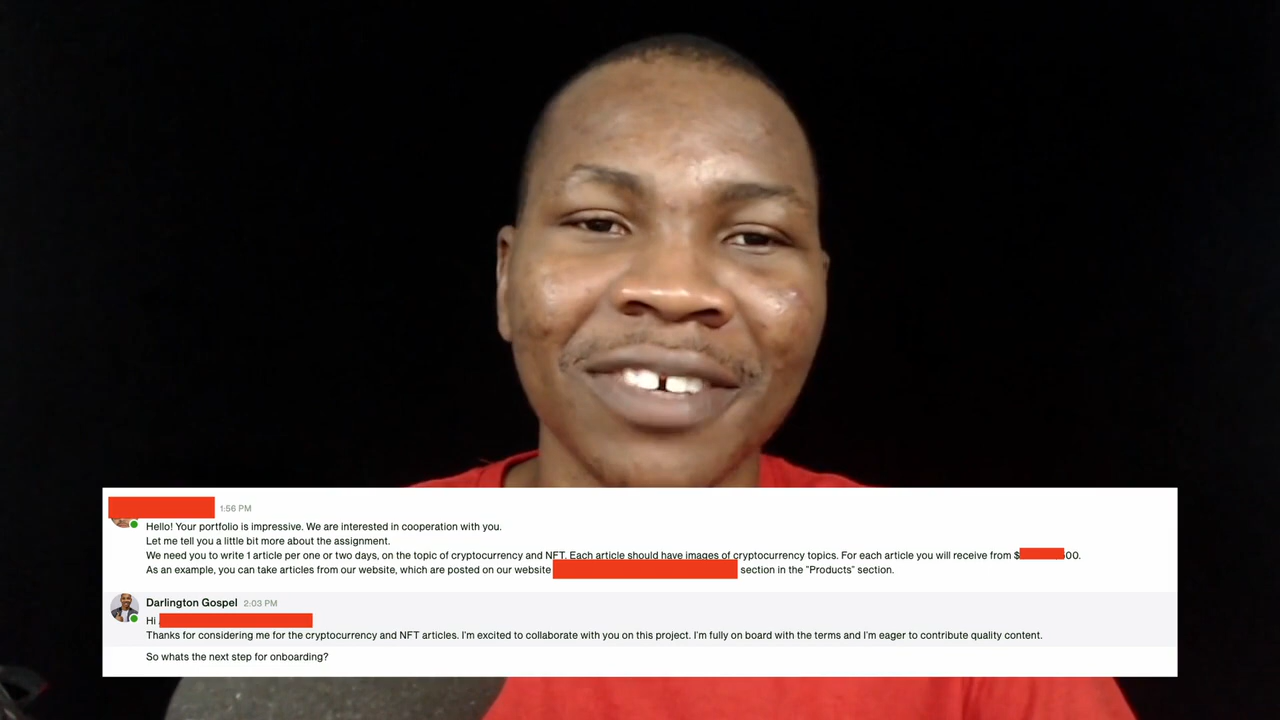 1:56 PM
Hello! Your portfolio is impressive. We are interested in cooperation with you.
Let me tell you a little bit more about the assignment.
We need you to write 1 article per one or two days, on the topic of cryptocurrency and NFT. Each article should have images of cryptocurrency topics. For each article you will receive from $ 00.
As an example, you can take articles from our website, which are posted on our website section in the "Products" section.
Darlington Gospel 2:03 PM
Hi
Thanks for considering me for the cryptocurrency and NFT articles. I'm excited to collaborate with you on this project. I'm fully on board with the terms and I'm eager to contribute quality content.
So whats the next step for onboarding?